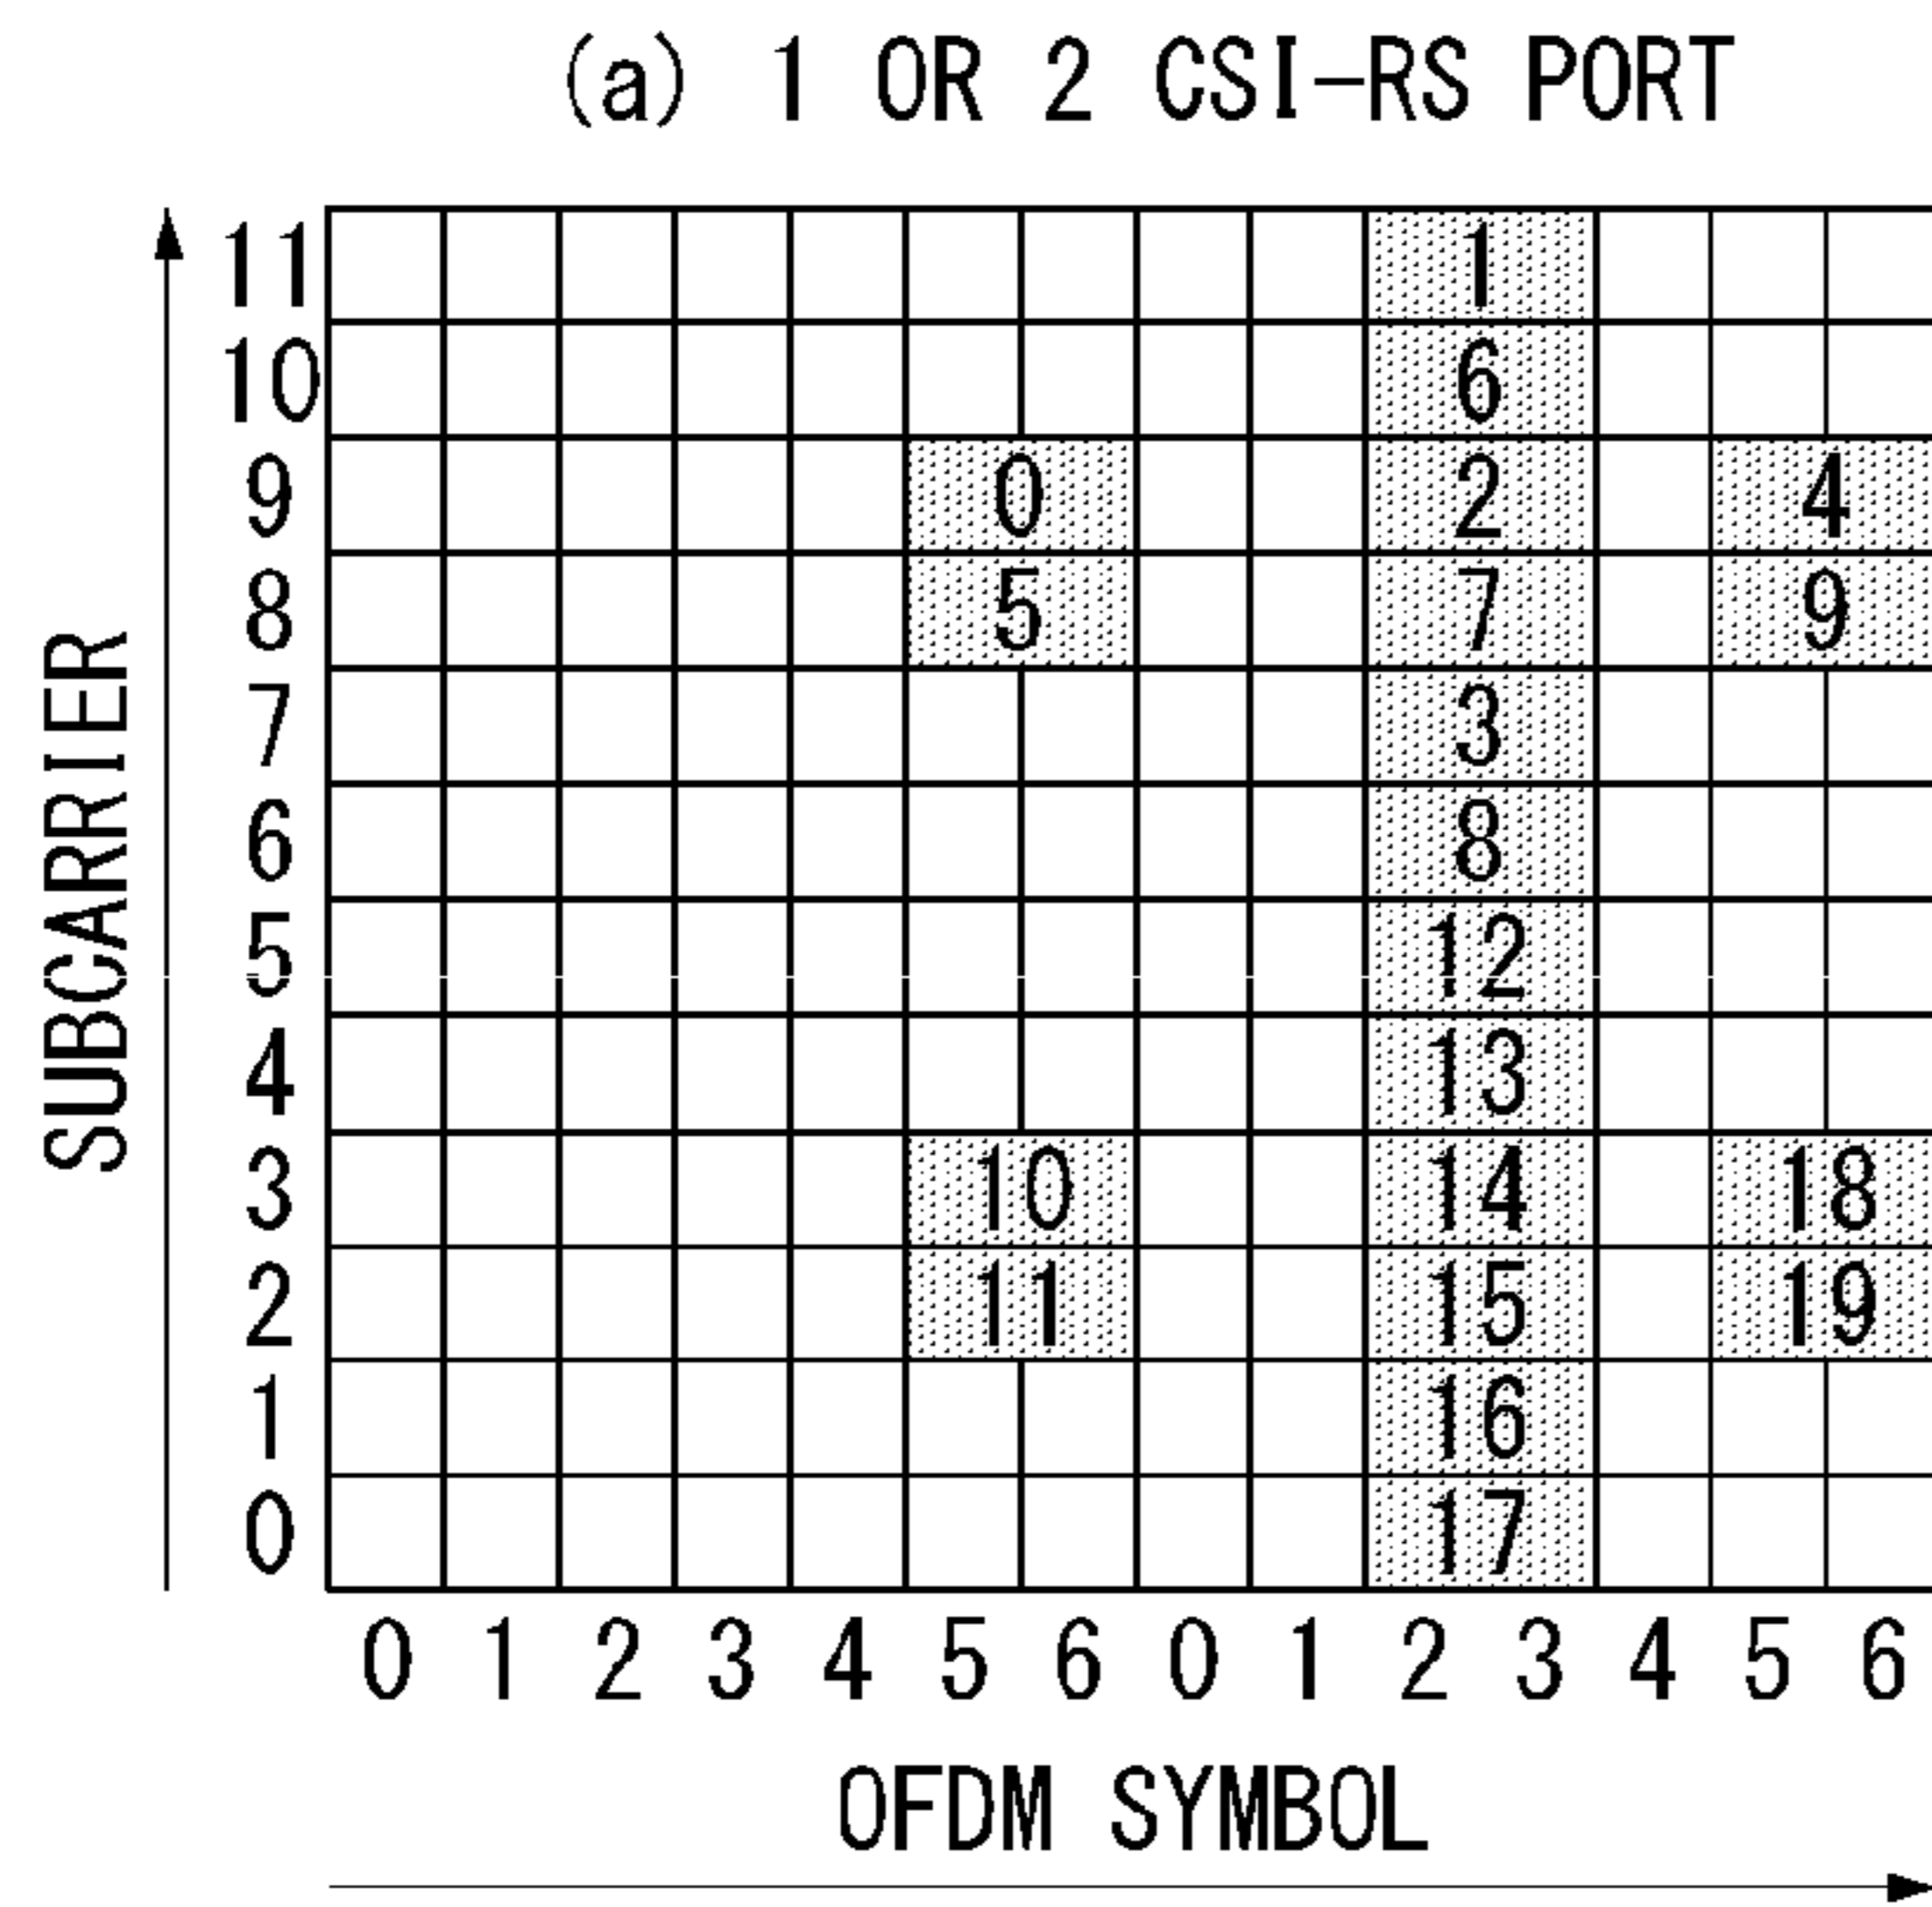 (a) 1 OR 2 CSI-RS PORT
11 1
10 6
9 0 2 4
8 5 7 9
7 3
6 8
5 12
4 13
3 10 14 18
2 11 15 19
1 16
0 17
0 1 2 3 4 5 6 0 1 2 3 4 5 6
SUBCARRIER
OFDM SYMBOL